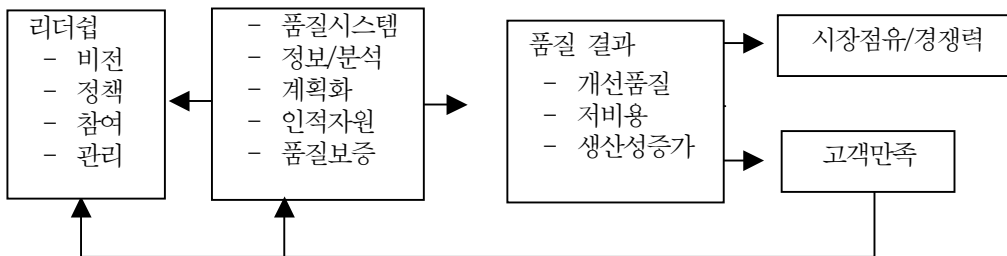 리더쉽
- 비전
- 정책
- 참여
- 관리
- 품질시스템
- 정보/분석
- 계획화
- 인적자원
- 품질보증
품질 결과
- 개선품질
- 저비용
- 생산성증가
시장점유/경쟁력
고객만족